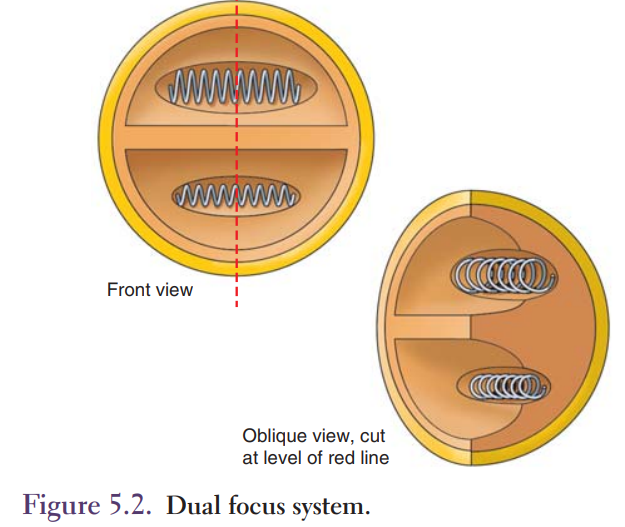 Front view
Oblique view, cut
at level of red line
Figure 5.2. Dual focus system.